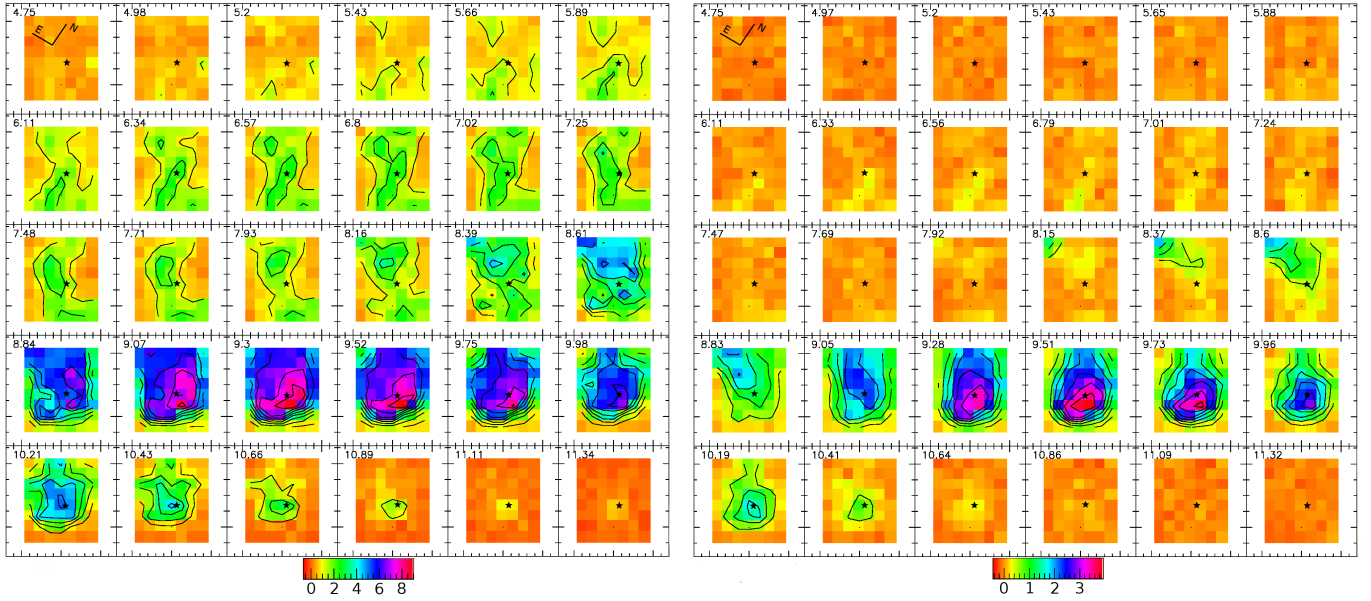 4.75 4.98 5.2 5.43 5.66 5.89
E N
6.11 6.34 6.57 6.8 7.02 7.25
7.48 7.71 7.93 8.16 8.39 8.61
8.84 9.07 9.3 9.52 9.75 9.98
10.21 10.43 10.66 10.89 11.11 11.34
0 2 4 6 8
4.75 4.97 5.2 5.43 5.65 5.88
E N
6.11 6.33 6.56 6.79 7.01 7.24
7.47 7.69 7.92 8.15 8.37 8.6
8.83 9.05 9.28 9.51 9.73 9.96
10.19 10.41 10.64 10.86 11.09 11.32
0 1 2 3